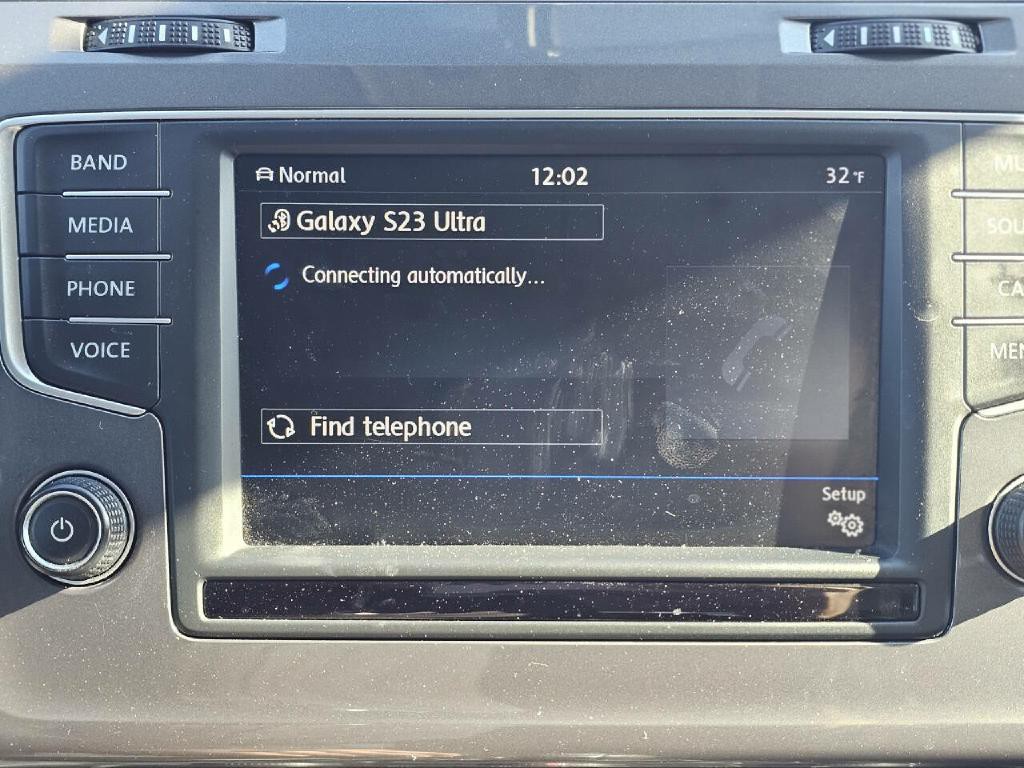 BAND
MEDIA
PHONE
VOICE
Normal 12:02 32 °F
Galaxy S23 Ultra
Connecting automatically...
Find telephone
Setup